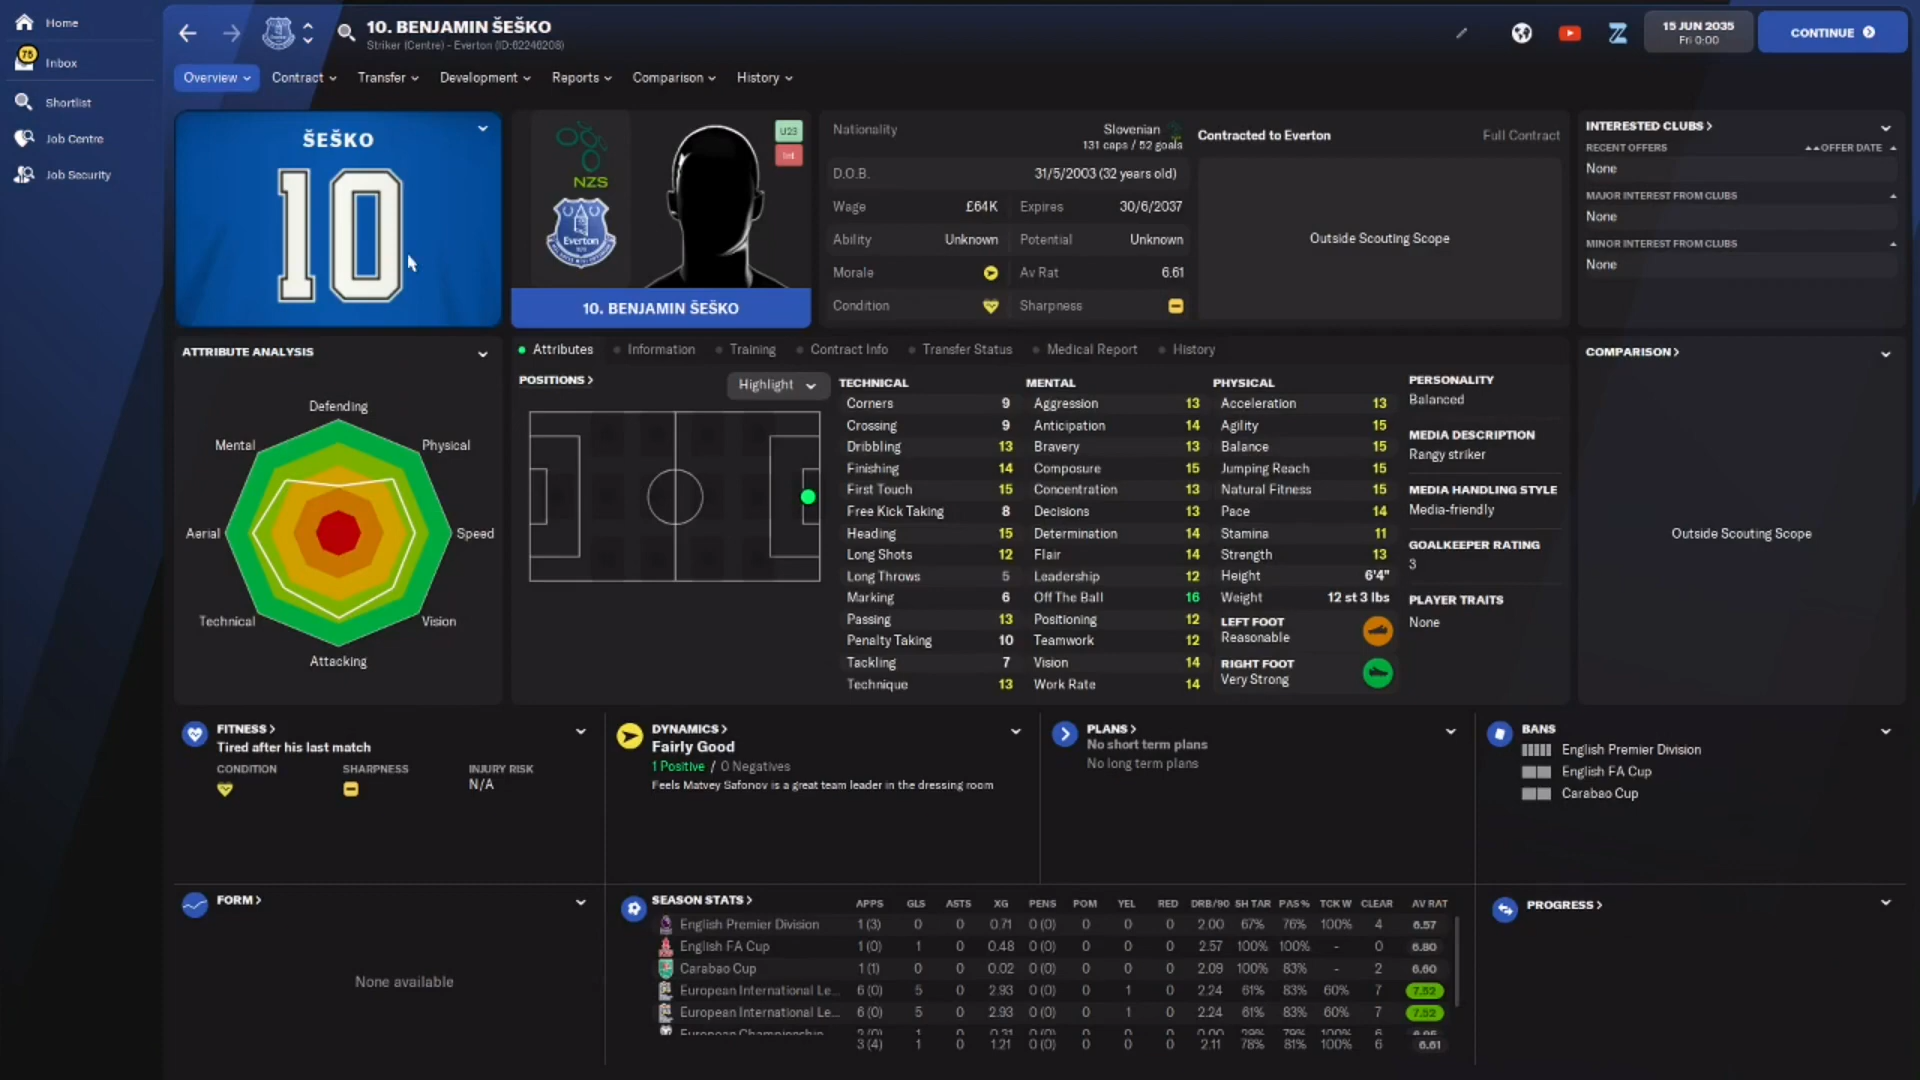 Home
75
Inbox
Shortlist
Job Centre
Job Security
10. BENJAMIN ŠEŠKO
Striker (Centre) - Everton (ID:62246208)
15 JUN 2035
Fri 0:00
CONTINUE
Overview
Contract
Transfer
Development
Reports
Comparison
History
ŠEŠKO
10
NZS
Everton
U23
Int
10. BENJAMIN ŠEŠKO
Nationality Slovenian
131 caps / 52 goals
D.O.B. 31/5/2003 (32 years old)
Wage £64K Expires 30/6/2037
Ability Unknown Potential Unknown
Morale Av Rat 6.61
Condition Sharpness
Contracted to Everton Full Contract
Outside Scouting Scope
INTERESTED CLUBS >
RECENT OFFERS OFFER DATE
None
MAJOR INTEREST FROM CLUBS
None
MINOR INTEREST FROM CLUBS
None
ATTRIBUTE ANALYSIS
Defending
Mental Physical
Aerial Speed
Technical Vision
Attacking
Attributes
Information
Training
Contract Info
Transfer Status
Medical Report
History
POSITIONS >
Highlight
TECHNICAL
Corners 9
Crossing 9
Dribbling 13
Finishing 14
First Touch 15
Free Kick Taking 8
Heading 15
Long Shots 12
Long Throws 5
Marking 6
Passing 13
Penalty Taking 10
Tackling 7
Technique 13
MENTAL
Aggression 13
Anticipation 14
Bravery 13
Composure 15
Concentration 13
Decisions 13
Determination 14
Flair 14
Leadership 12
Off The Ball 16
Positioning 12
Teamwork 12
Vision 14
Work Rate 14
PHYSICAL
Acceleration 13
Agility 15
Balance 15
Jumping Reach 15
Natural Fitness 15
Pace 14
Stamina 11
Strength 13
Height 6'4"
Weight 12 st 3 lbs
LEFT FOOT
Reasonable
RIGHT FOOT
Very Strong
PERSONALITY
Balanced
MEDIA DESCRIPTION
Rangy striker
MEDIA HANDLING STYLE
Media-friendly
GOALKEEPER RATING
3
PLAYER TRAITS
None
COMPARISON >
Outside Scouting Scope
FITNESS >
Tired after his last match
CONDITION SHARPNESS INJURY RISK
N/A
DYNAMICS >
Fairly Good
1 Positive / 0 Negatives
Feels Matvey Safonov is a great team leader in the dressing room
PLANS >
No short term plans
No long term plans
BANS
English Premier Division
English FA Cup
Carabao Cup
FORM >
None available
SEASON STATS > APPS GLS ASTS XG PENS POM YEL RED DRB/90 SH TAR PAS % TCK W CLEAR AV RAT
English Premier Division 1 (3) 0 0 0.71 0 (0) 0 0 0 2.00 67% 76% 100% 4 6.57
English FA Cup 1 (0) 1 0 0.48 0 (0) 0 0 0 2.57 100% 100% - 0 6.80
Carabao Cup 1 (1) 0 0 0.02 0 (0) 0 0 0 2.09 100% 83% - 2 6.60
European International Le... 6 (0) 5 0 2.93 0 (0) 0 1 0 2.24 61% 83% 60% 7 7.52
European International Le... 6 (0) 5 0 2.93 0 (0) 0 1 0 2.24 61% 83% 60% 7 7.52
European Championship
3 (4) 1 0 1.21 0 (0) 0 0 0 2.11 78% 81% 100% 6 6.61
PROGRESS >